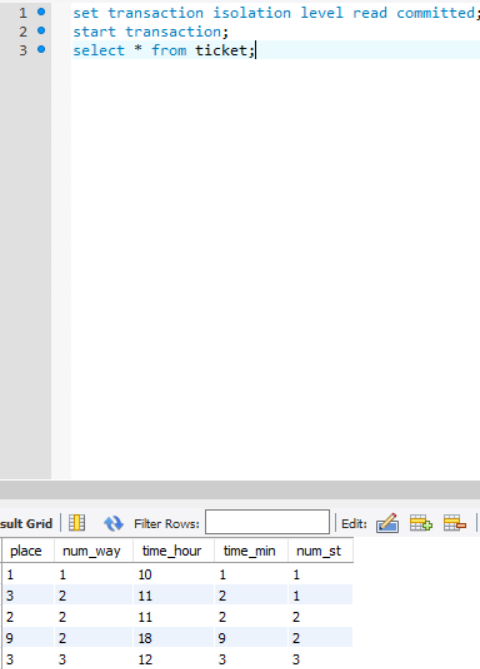 1 set transaction isolation level read committed;
2 start transaction;
3 select * from ticket;
sult Grid Filter Rows: Edit:
place num_way time_hour time_min num_st
1 1 10 1 1
3 2 11 2 1
2 2 11 2 2
9 2 18 9 2
3 3 12 3 3